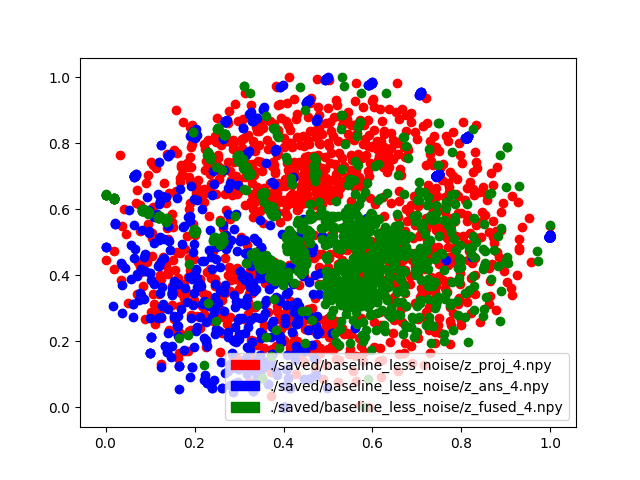 1.0
0.8
0.6
0.4
0.2
0.0
./saved/baseline_less_noise/z_proj_4.npy
./saved/baseline_less_noise/z_ans_4.npy
./saved/baseline_less_noise/z_fused_4.npy
0.0 0.2 0.4 0.6 0.8 1.0